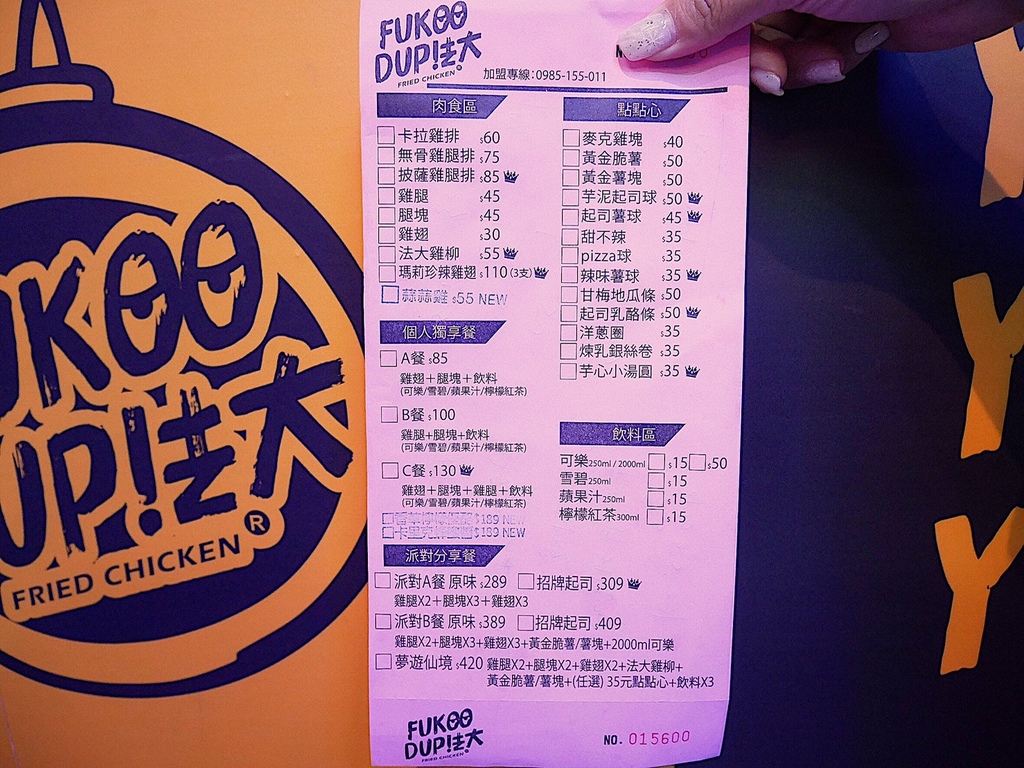 FUKOO
DUP!法大
FRIED CHICKEN®
FUKOO
DUP!法大
FRIED CHICKEN
加盟專線:0985-155-011
肉食區
卡拉雞排 $60
無骨雞腿排 $75
披薩雞腿排 $85
雞腿 $45
腿塊 $45
雞翅 $30
法大雞柳 $55
瑪莉珍辣雞翅 $110 (3支)
蒜蒜雞 $55 NEW
個人獨享餐
A餐 $85
雞翅+腿塊+飲料
(可樂/雪碧/蘋果汁/檸檬紅茶)
B餐 $100
雞腿+腿塊+飲料
(可樂/雪碧/蘋果汁/檸檬紅茶)
C餐 $130
雞翅+腿塊+雞腿+飲料
(可樂/雪碧/蘋果汁/檸檬紅茶)
$189 NEW
$189 NEW
點點心
麥克雞塊 $40
黃金脆薯 $50
黃金薯塊 $50
芋泥起司球 $50
起司薯球 $45
甜不辣 $35
pizza球 $35
辣味薯球 $35
甘梅地瓜條 $50
起司乳酪條 $50
洋蔥圈 $35
煉乳銀絲卷 $35
芋心小湯圓 $35
飲料區
可樂250ml / 2000ml $15 $50
雪碧250ml $15
蘋果汁250ml $15
檸檬紅茶300ml $15
派對分享餐
派對A餐 原味 $289 招牌起司 $309
雞腿X2+腿塊X3+雞翅X3
派對B餐 原味 $389 招牌起司 $409
雞腿X2+腿塊X3+雞翅X3+黃金脆薯/薯塊+2000ml可樂
夢遊仙境 $420 雞腿X2+腿塊X2+雞翅X2+法大雞柳+
黃金脆薯/薯塊+(任選) 35元點點心+飲料X3
FUKOO
DUP!法大
FRIED CHICKEN
NO. 015600
Y
Y